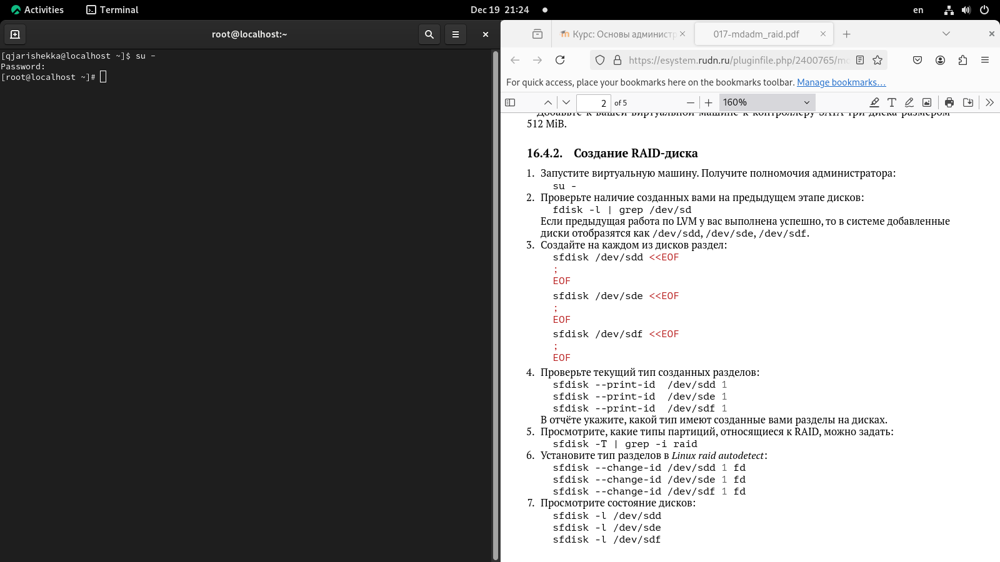 Activities
Terminal
Dec 19 21:24
en
root@localhost:~
[qjarishekka@localhost ~]$ su -
Password:
[root@localhost ~]#
Курс: Основы администр
017-mdadm_raid.pdf
https://esystem.rudn.ru/pluginfile.php/2400765/mo
For quick access, place your bookmarks here on the bookmarks toolbar. Manage bookmarks…
2 of 5
160%
Добавьте к вашей виртуальной машине к контроллеру SATA три диска размером
512 MiB.
16.4.2. Создание RAID-диска
1. Запустите виртуальную машину. Получите полномочия администратора:
su -
2. Проверьте наличие созданных вами на предыдущем этапе дисков:
fdisk -l | grep /dev/sd
Если предыдущая работа по LVM у вас выполнена успешно, то в системе добавленные
диски отобразятся как /dev/sdd, /dev/sde, /dev/sdf.
3. Создайте на каждом из дисков раздел:
sfdisk /dev/sdd <<EOF
;
EOF
sfdisk /dev/sde <<EOF
;
EOF
sfdisk /dev/sdf <<EOF
;
EOF
4. Проверьте текущий тип созданных разделов:
sfdisk --print-id  /dev/sdd 1
sfdisk --print-id  /dev/sde 1
sfdisk --print-id  /dev/sdf 1
В отчёте укажите, какой тип имеют созданные вами разделы на дисках.
5. Просмотрите, какие типы партиций, относящиеся к RAID, можно задать:
sfdisk -T | grep -i raid
6. Установите тип разделов в Linux raid autodetect:
sfdisk --change-id /dev/sdd 1 fd
sfdisk --change-id /dev/sde 1 fd
sfdisk --change-id /dev/sdf 1 fd
7. Просмотрите состояние дисков:
sfdisk -l /dev/sdd
sfdisk -l /dev/sde
sfdisk -l /dev/sdf